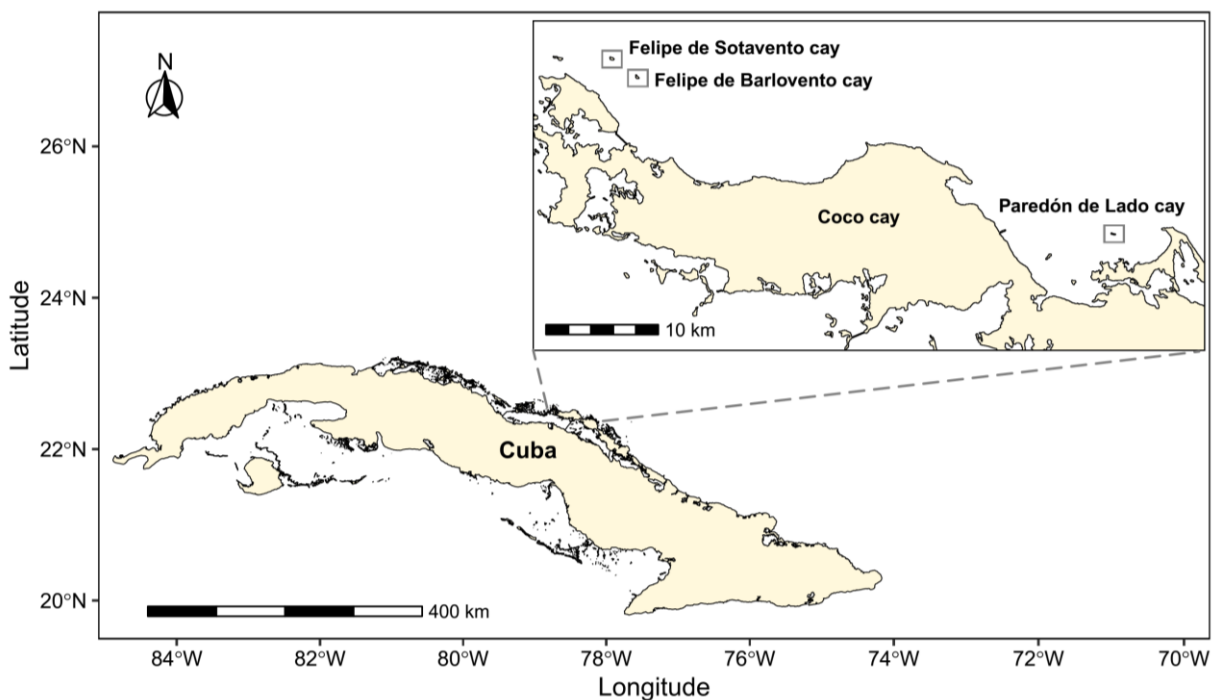 N
Felipe de Sotavento cay
Felipe de Barlovento cay
Coco cay
Paredón de Lado cay
10 km
26°N
24°N
22°N
20°N
Latitude
Cuba
400 km
84°W 82°W 80°W 78°W 76°W 74°W 72°W 70°W
Longitude